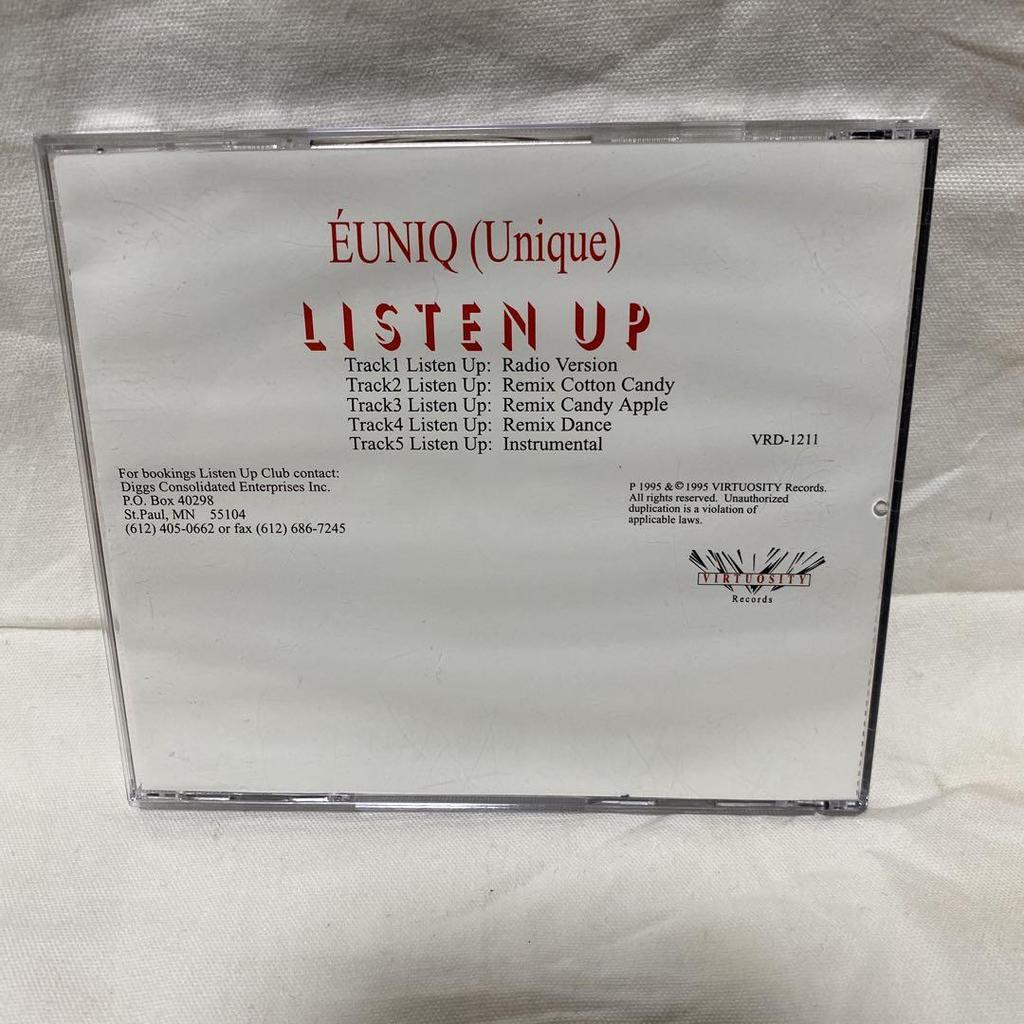 ÉUNIQ (Unique)
LISTEN UP
Track1 Listen Up: Radio Version
Track2 Listen Up: Remix Cotton Candy
Track3 Listen Up: Remix Candy Apple
Track4 Listen Up: Remix Dance
Track5 Listen Up: Instrumental
VRD-1211
For bookings Listen Up Club contact:
Diggs Consolidated Enterprises Inc.
P.O. Box 40298
St.Paul, MN 55104
(612) 405-0662 or fax (612) 686-7245
P 1995 & © 1995 VIRTUOSITY Records.
All rights reserved. Unauthorized
duplication is a violation of
applicable laws.
VIRTUOSITY
Records